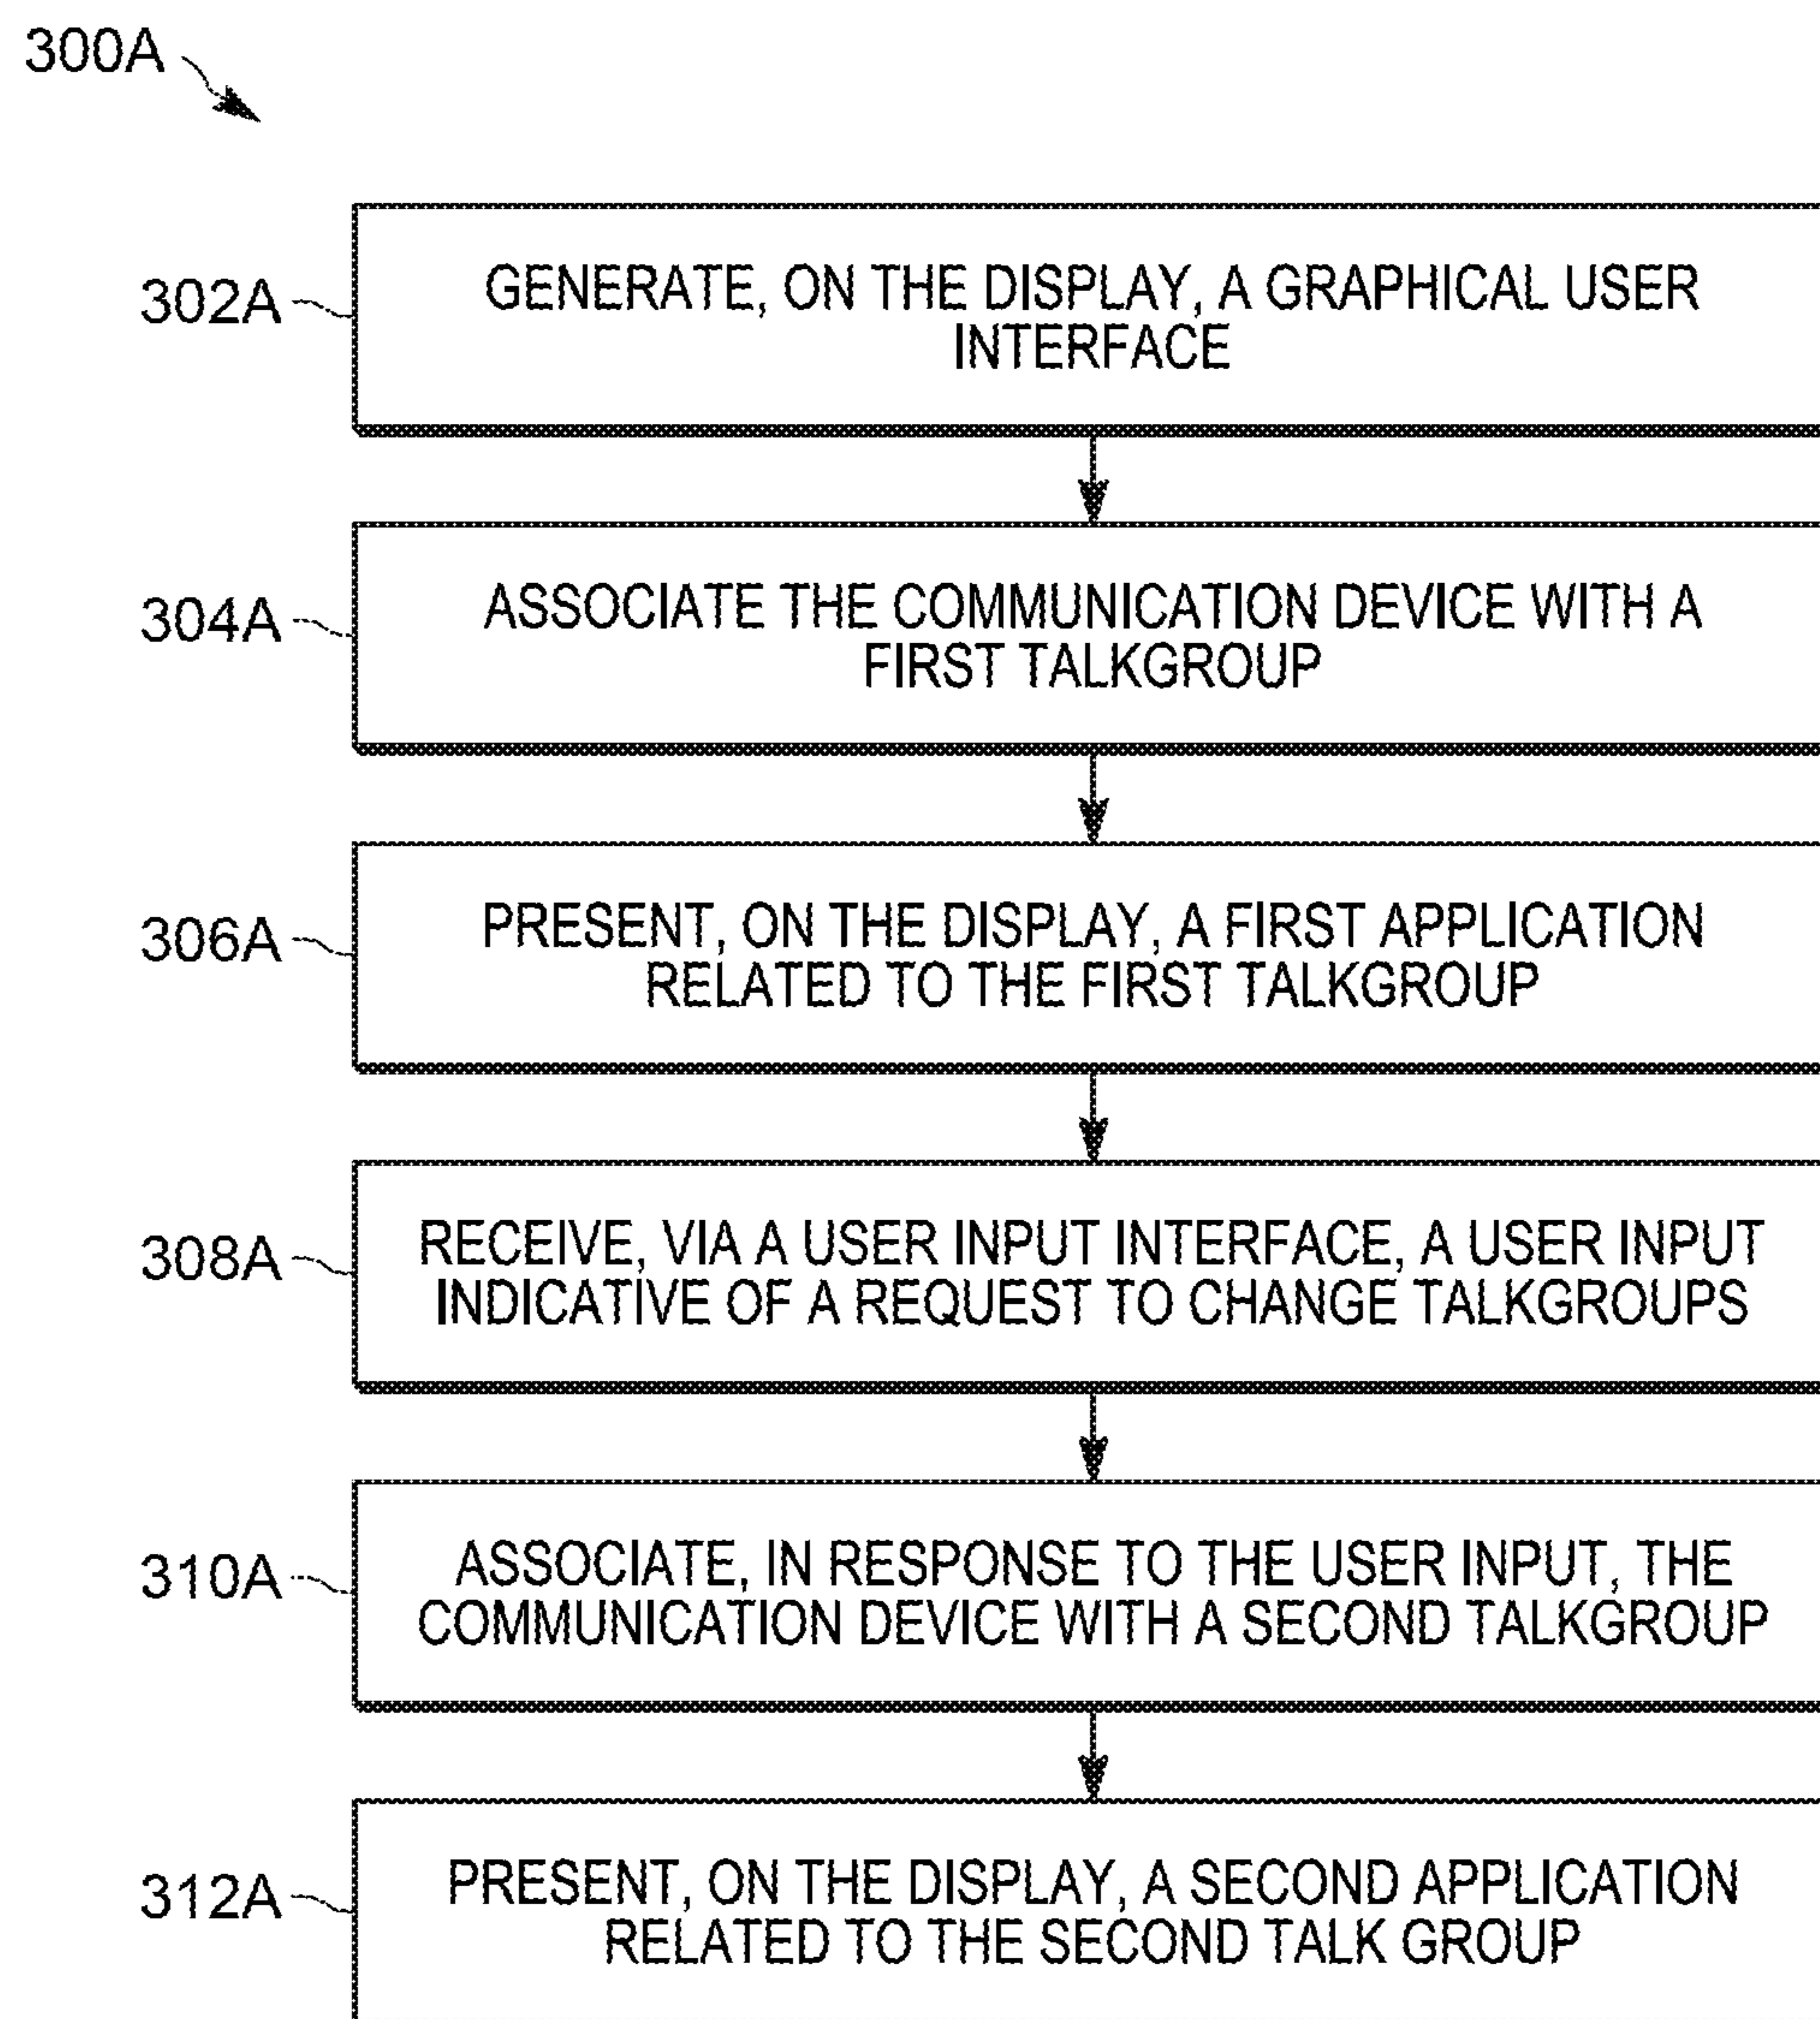 300A
302A
GENERATE, ON THE DISPLAY, A GRAPHICAL USER
INTERFACE
304A
ASSOCIATE THE COMMUNICATION DEVICE WITH A
FIRST TALKGROUP
306A
PRESENT, ON THE DISPLAY, A FIRST APPLICATION
RELATED TO THE FIRST TALKGROUP
308A
RECEIVE, VIA A USER INPUT INTERFACE, A USER INPUT
INDICATIVE OF A REQUEST TO CHANGE TALKGROUPS
310A
ASSOCIATE, IN RESPONSE TO THE USER INPUT, THE
COMMUNICATION DEVICE WITH A SECOND TALKGROUP
312A
PRESENT, ON THE DISPLAY, A SECOND APPLICATION
RELATED TO THE SECOND TALK GROUP